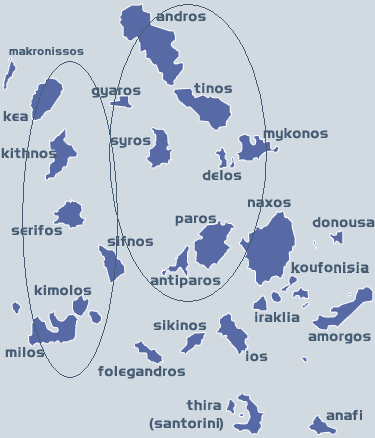 andros
makronissos
gyaros
tinos
kea
syros
mykonos
kithnos
delos
naxos
paros
donousa
serifos
sifnos
koufonisia
antiparos
kimolos
iraklia
sikinos
amorgos
milos
ios
folegandros
thira
(santorini)
anafi